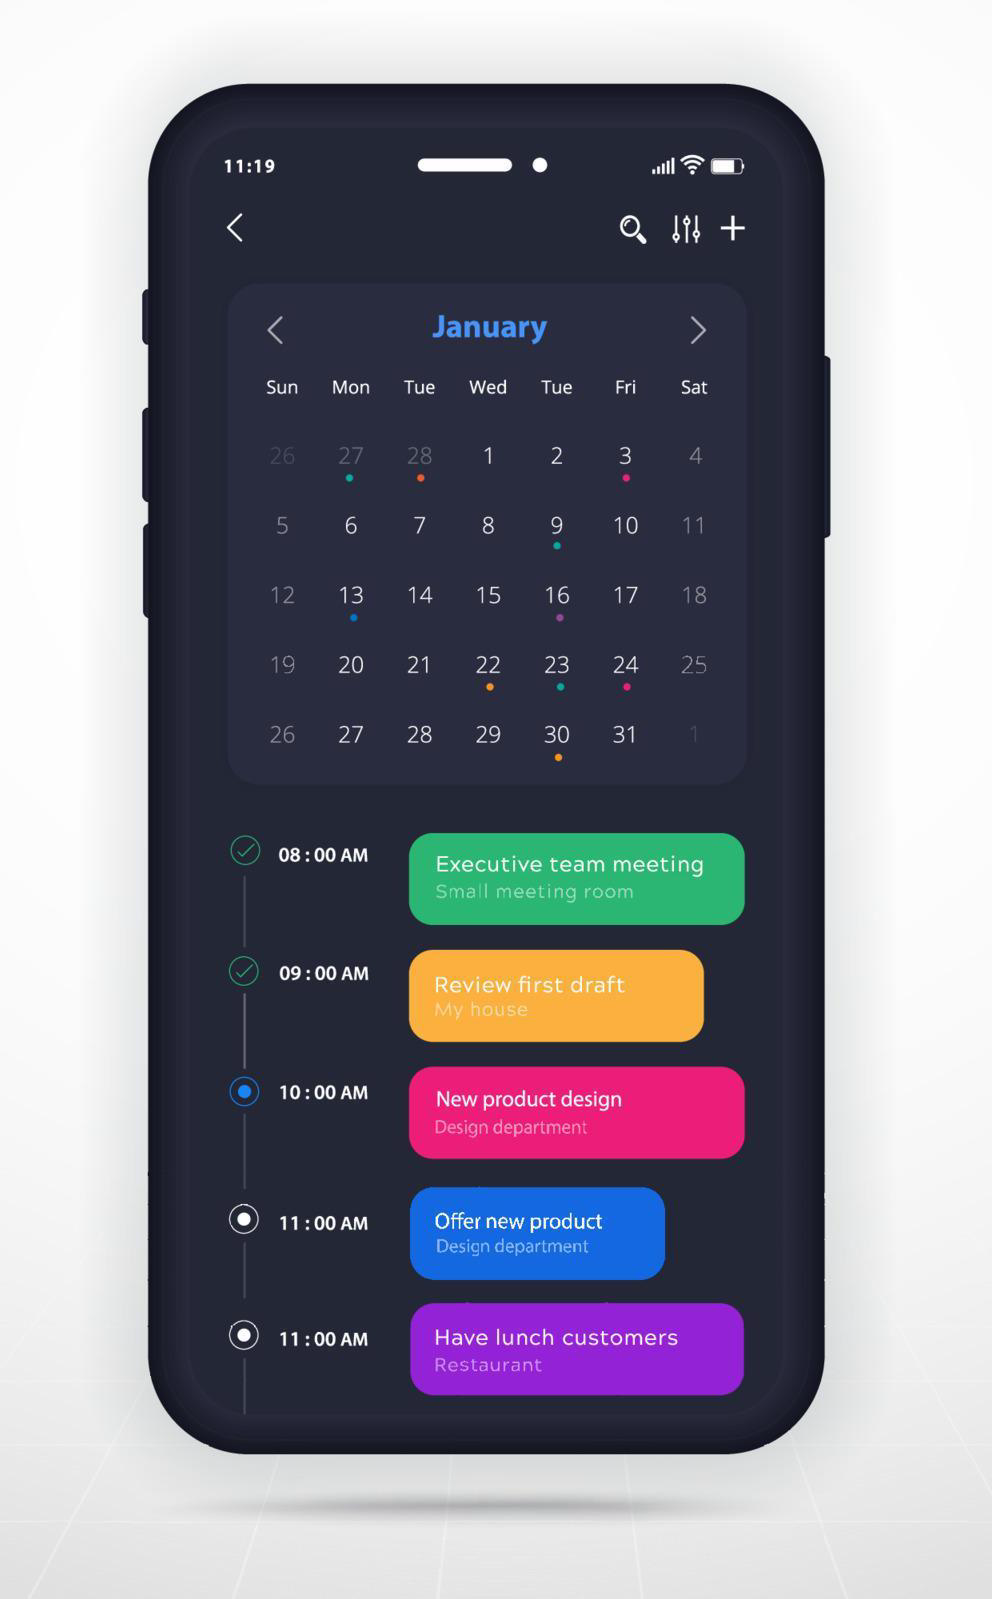 11:19
January
Sun Mon Tue Wed Tue Fri Sat
26 27 28 1 2 3 4
5 6 7 8 9 10 11
12 13 14 15 16 17 18
19 20 21 22 23 24 25
26 27 28 29 30 31 1
08:00 AM
Executive team meeting
Small meeting room
09:00 AM
Review first draft
My house
10:00 AM
New product design
Design department
11:00 AM
Offer new product
Design department
11:00 AM
Have lunch customers
Restaurant